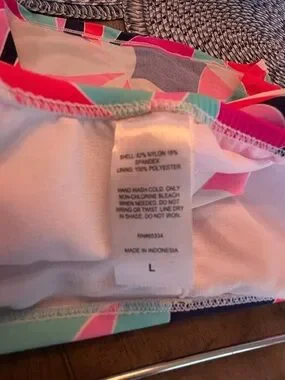 SHELL: 82% NYLON 18%
SPANDEX
LINING: 100% POLYESTER
HAND WASH COLD. ONLY
NON-CHLORINE BLEACH
WHEN NEEDED. DO NOT
WRING OR TWIST. LINE DRY
IN SHADE. DO NOT IRON.
MADE IN INDONESIA
L